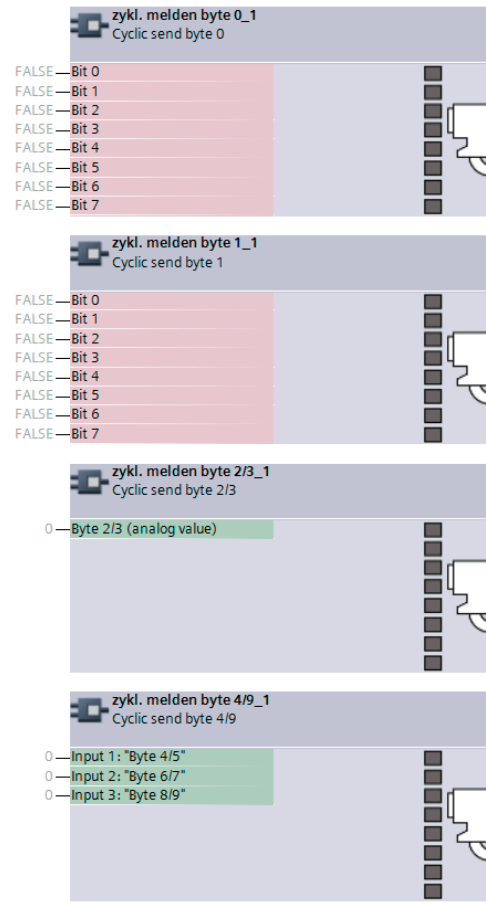 zykl. melden byte 0_1
Cyclic send byte 0
FALSE Bit 0
FALSE Bit 1
FALSE Bit 2
FALSE Bit 3
FALSE Bit 4
FALSE Bit 5
FALSE Bit 6
FALSE Bit 7
zykl. melden byte 1_1
Cyclic send byte 1
FALSE Bit 0
FALSE Bit 1
FALSE Bit 2
FALSE Bit 3
FALSE Bit 4
FALSE Bit 5
FALSE Bit 6
FALSE Bit 7
zykl. melden byte 2/3_1
Cyclic send byte 2/3
0 Byte 2/3 (analog value)
zykl. melden byte 4/9_1
Cyclic send byte 4/9
0 Input 1: "Byte 4/5"
0 Input 2: "Byte 6/7"
0 Input 3: "Byte 8/9"